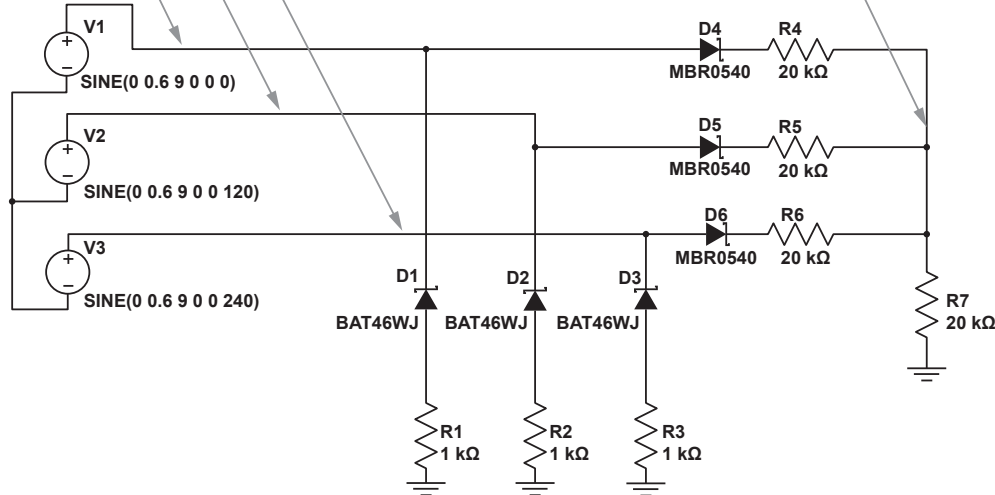 V1
SINE(0 0.6 9 0 0 0)
D4
MBR0540
R4
20 kΩ
V2
SINE(0 0.6 9 0 0 120)
D5
MBR0540
R5
20 kΩ
V3
SINE(0 0.6 9 0 0 240)
D6
MBR0540
R6
20 kΩ
D1
BAT46WJ
D2
BAT46WJ
D3
BAT46WJ
R7
20 kΩ
R1
1 kΩ
R2
1 kΩ
R3
1 kΩ